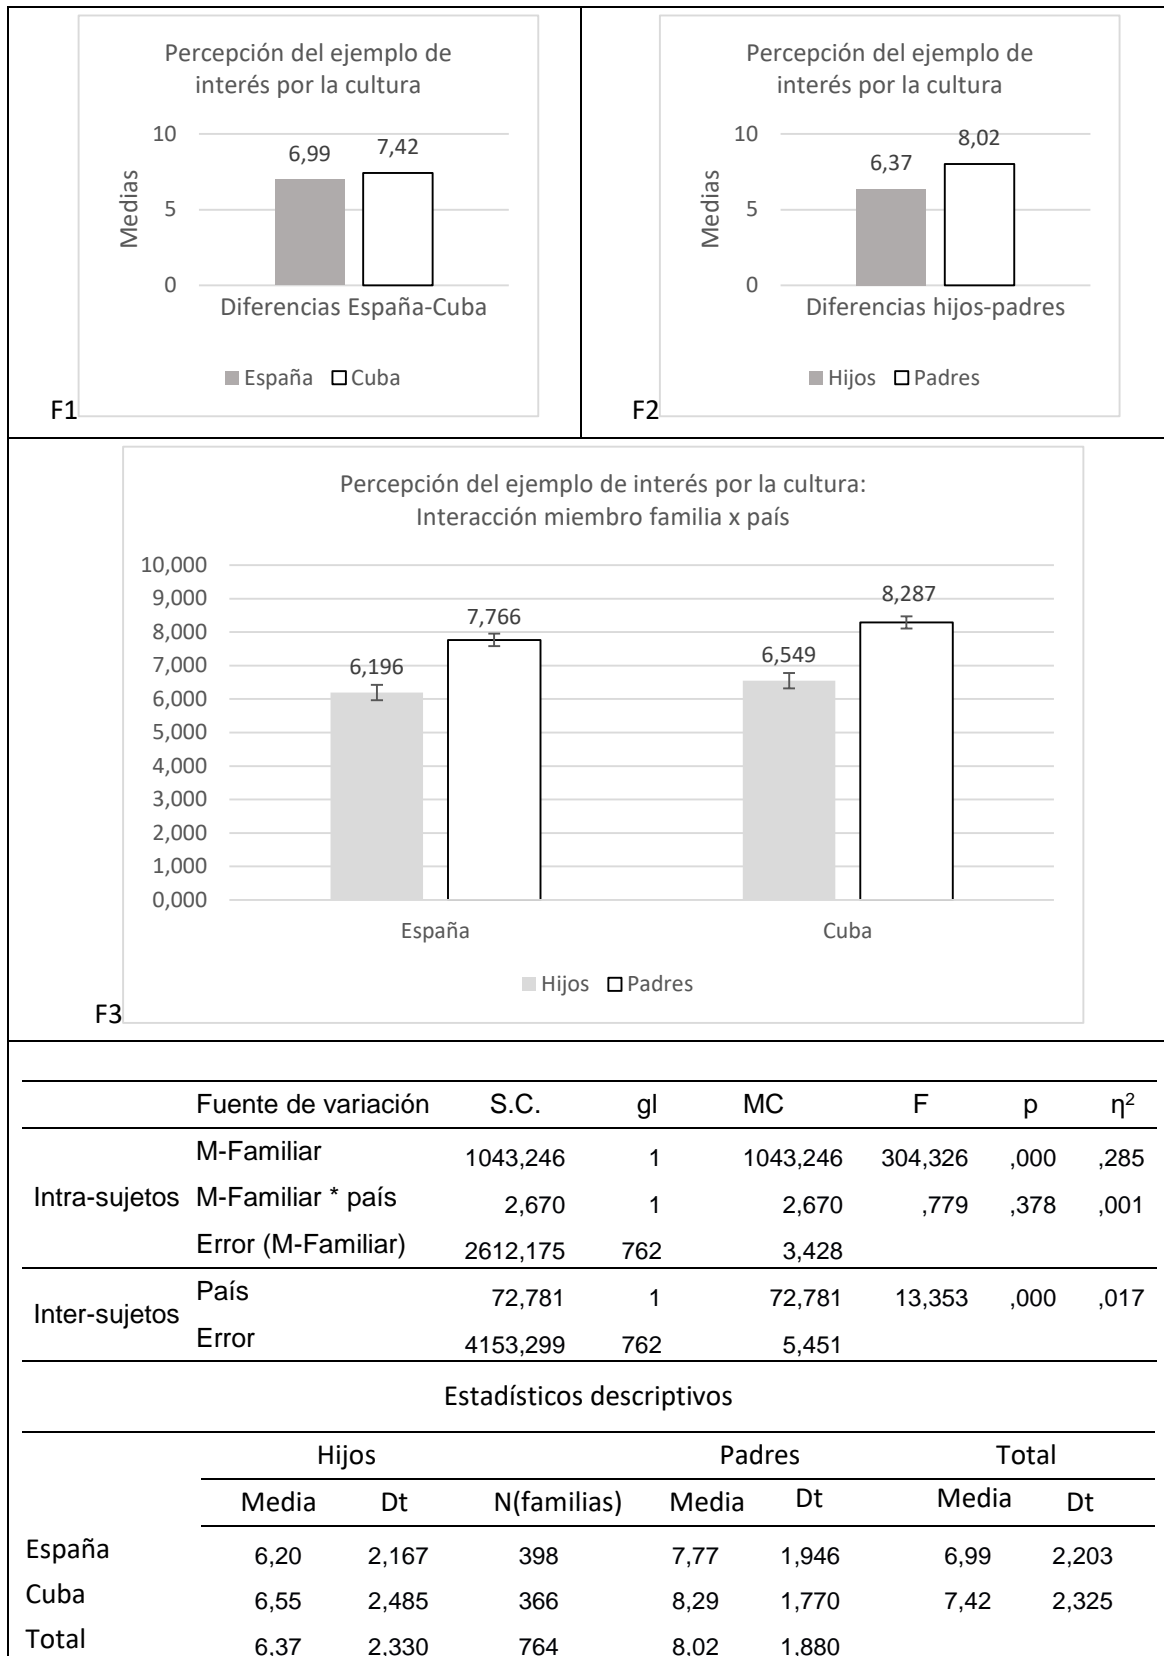 Percepción del ejemplo de
interés por la cultura
10
5
0
Medias
6,99
7,42
Diferencias España-Cuba
España Cuba
F1
Percepción del ejemplo de
interés por la cultura
10
5
0
Medias
6,37
8,02
Diferencias hijos-padres
Hijos Padres
F2
Percepción del ejemplo de interés por la cultura:
Interacción miembro familia x país
10,000
9,000
8,000
7,000
6,000
5,000
4,000
3,000
2,000
1,000
0,000
6,196
7,766
6,549
8,287
España Cuba
Hijos Padres
F3
Fuente de variación S.C. gl MC F p η²
Intra-sujetos
M-Familiar 1043,246 1 1043,246 304,326 ,000 ,285
M-Familiar * país 2,670 1 2,670 ,779 ,378 ,001
Error (M-Familiar) 2612,175 762 3,428
Inter-sujetos
País 72,781 1 72,781 13,353 ,000 ,017
Error 4153,299 762 5,451
Estadísticos descriptivos
Hijos Padres Total
Media Dt N(familias) Media Dt Media Dt
España 6,20 2,167 398 7,77 1,946 6,99 2,203
Cuba 6,55 2,485 366 8,29 1,770 7,42 2,325
Total 6,37 2,330 764 8,02 1,880